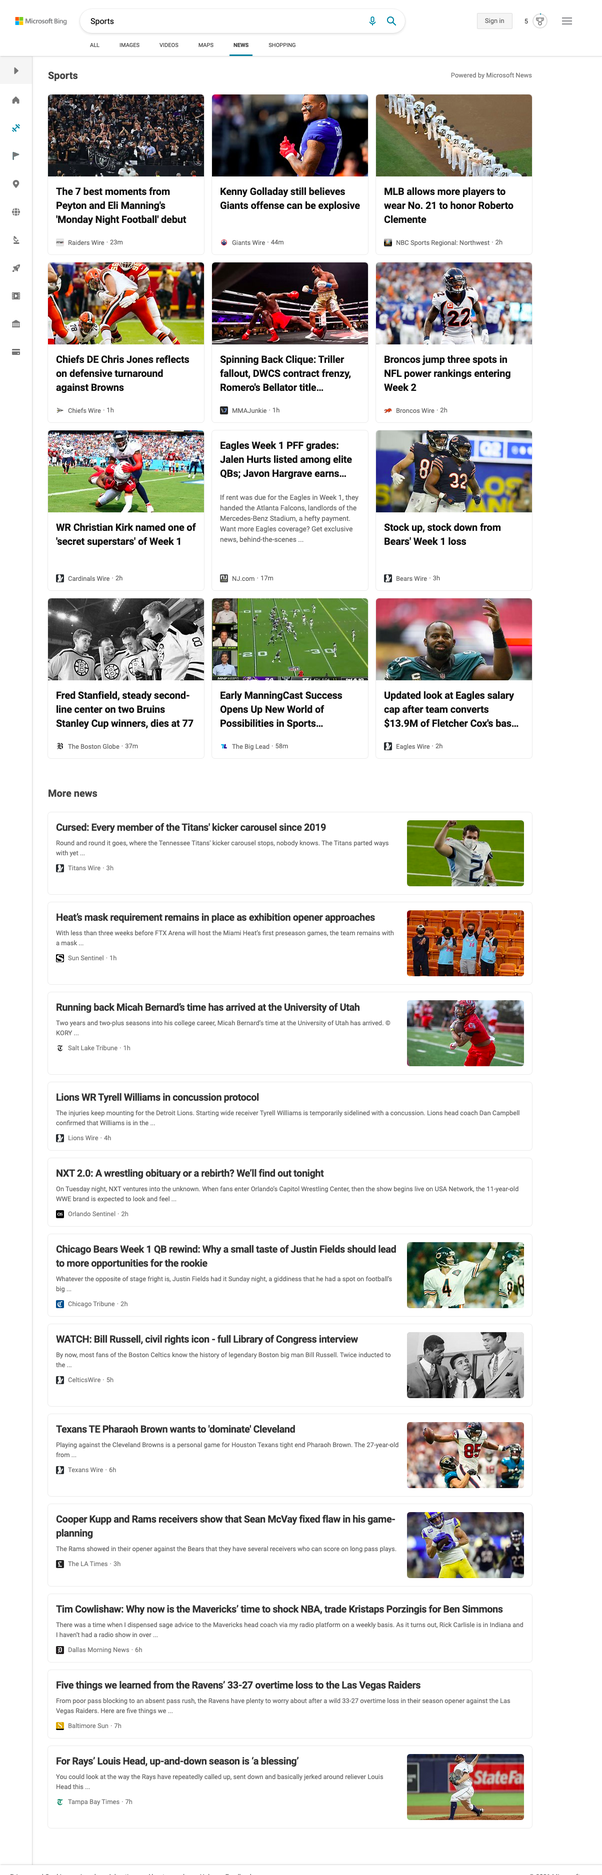 Microsoft Bing
Sports
Sign in
5
ALL
IMAGES
VIDEOS
MAPS
NEWS
SHOPPING
Sports
Powered by Microsoft News
The 7 best moments from
Peyton and Eli Manning's
'Monday Night Football' debut
Raiders Wire · 23m
Kenny Golladay still believes
Giants offense can be explosive
Giants Wire · 44m
MLB allows more players to
wear No. 21 to honor Roberto
Clemente
NBC Sports Regional: Northwest · 2h
Chiefs DE Chris Jones reflects
on defensive turnaround
against Browns
Chiefs Wire · 1h
Spinning Back Clique: Triller
fallout, DWCS contract frenzy,
Romero's Bellator title...
MMAJunkie · 1h
22
Broncos jump three spots in
NFL power rankings entering
Week 2
Broncos Wire · 2h
WR Christian Kirk named one of
'secret superstars' of Week 1
Cardinals Wire · 2h
Eagles Week 1 PFF grades:
Jalen Hurts listed among elite
QBs; Javon Hargrave earns...
If rent was due for the Eagles in Week 1, they
handed the Atlanta Falcons, landlords of the
Mercedes-Benz Stadium, a hefty payment.
Want more Eagles coverage? Get exclusive
news, behind-the-scenes ...
NJ.com · 17m
32
Stock up, stock down from
Bears' Week 1 loss
Bears Wire · 3h
Fred Stanfield, steady second-
line center on two Bruins
Stanley Cup winners, dies at 77
The Boston Globe · 37m
Early ManningCast Success
Opens Up New World of
Possibilities in Sports...
The Big Lead · 58m
Updated look at Eagles salary
cap after team converts
$13.9M of Fletcher Cox's bas...
Eagles Wire · 2h
More news
Cursed: Every member of the Titans' kicker carousel since 2019
Round and round it goes, where the Tennessee Titans' kicker carousel stops, nobody knows. The Titans parted ways
with yet ...
Titans Wire · 3h
2
Heat's mask requirement remains in place as exhibition opener approaches
With less than three weeks before FTX Arena will host the Miami Heat's first preseason games, the team remains with
a mask ...
Sun Sentinel · 1h
Running back Micah Bernard's time has arrived at the University of Utah
Two years and two-plus seasons into his college career, Micah Bernard's time at the University of Utah has arrived. ©
KORY ...
Salt Lake Tribune · 1h
Lions WR Tyrell Williams in concussion protocol
The injuries keep mounting for the Detroit Lions. Starting wide receiver Tyrell Williams is temporarily sidelined with a concussion. Lions head coach Dan Campbell
confirmed that Williams is in the ...
Lions Wire · 4h
NXT 2.0: A wrestling obituary or a rebirth? We'll find out tonight
On Tuesday night, NXT ventures into the unknown. When fans enter Orlando's Capitol Wrestling Center, then the show begins live on USA Network, the 11-year-old
WWE brand is expected to look and feel ...
Orlando Sentinel · 2h
Chicago Bears Week 1 QB rewind: Why a small taste of Justin Fields should lead
to more opportunities for the rookie
Whatever the opposite of stage fright is, Justin Fields had it Sunday night, a giddiness that he had a spot on football's
big ...
Chicago Tribune · 2h
4
WATCH: Bill Russell, civil rights icon - full Library of Congress interview
By now, most fans of the Boston Celtics know the history of legendary Boston big man Bill Russell. Twice inducted to
the ...
CelticsWire · 5h
Texans TE Pharaoh Brown wants to 'dominate' Cleveland
Playing against the Cleveland Browns is a personal game for Houston Texans tight end Pharaoh Brown. The 27-year-old
from ...
Texans Wire · 6h
85
Cooper Kupp and Rams receivers show that Sean McVay fixed flaw in his game-
planning
The Rams showed in their opener against the Bears that they have several receivers who can score on long pass plays.
The LA Times · 3h
23
Tim Cowlishaw: Why now is the Mavericks' time to shock NBA, trade Kristaps Porzingis for Ben Simmons
There was a time when I dispensed sage advice to the Mavericks head coach via my radio platform on a weekly basis. As it turns out, Rick Carlisle is in Indiana and
I haven't had a radio show in over ...
Dallas Morning News · 6h
Five things we learned from the Ravens' 33-27 overtime loss to the Las Vegas Raiders
From poor pass blocking to an absent pass rush, the Ravens have plenty to worry about after a wild 33-27 overtime loss in their season opener against the Las
Vegas Raiders. Here are five things we ...
Baltimore Sun · 7h
For Rays' Louis Head, up-and-down season is 'a blessing'
You could look at the way the Rays have repeatedly called up, sent down and basically jerked around reliever Louis
Head this ...
Tampa Bay Times · 7h
State Fa